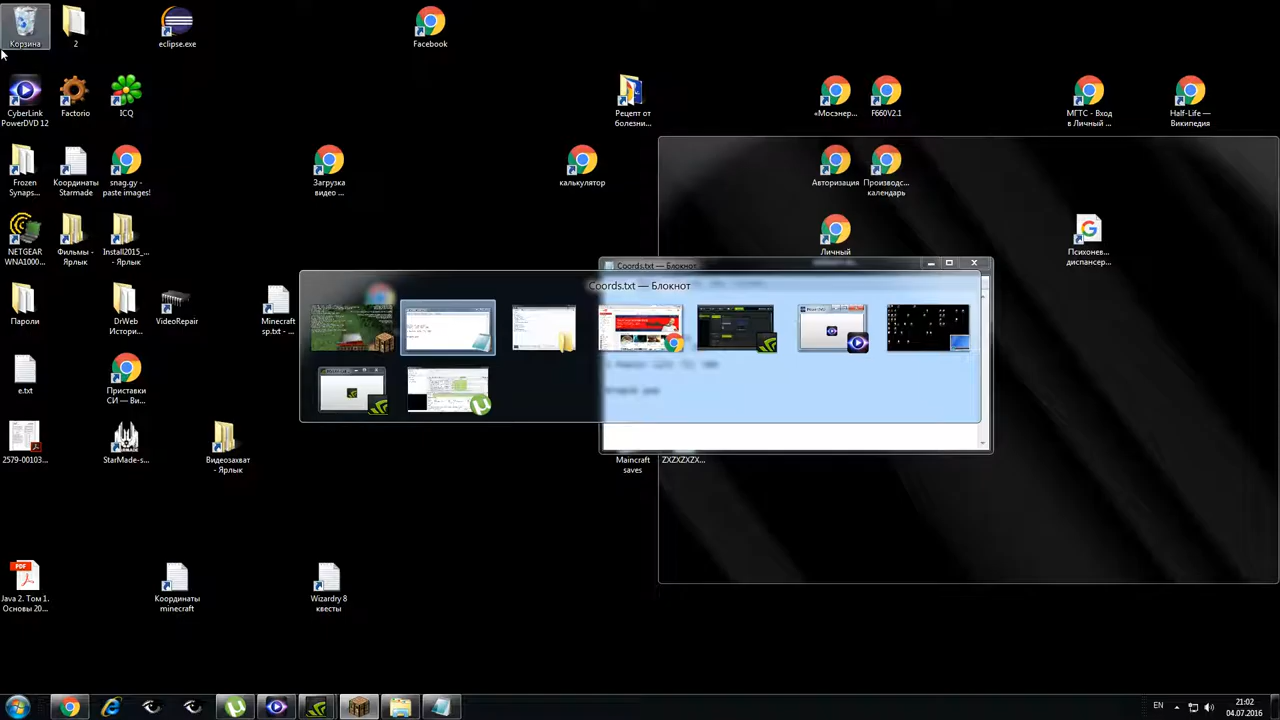 Корзина
2
eclipse.exe
Facebook
CyberLink
PowerDVD 12
Factorio
ICQ
Рецепт от
болезни...
«Мосэнер...
F660V2.1
МГТС - Вход
в Личный ...
Half-Life —
Википедия
Frozen
Synaps...
Координаты
Starmade
snag.gy -
paste images!
Загрузка
видео ...
калькулятор
Авторизация
Производс...
календарь
NETGEAR
WNA1000...
Фильмы -
Ярлык
Install2015_...
- Ярлык
Личный
Психонев...
диспансер...
Coords.txt — Блокнот
Coords.txt — Блокнот
Пароли
DrWeb
Истори...
VideoRepair
Minecraft
sp.txt - ...
e.txt
Приставки
СИ — Ви...
2579-00103...
StarMade-s...
Видеозахват
- Ярлык
Maincraft
saves
ZXZXZXZX...
Java 2. Том 1.
Основы 20...
Координаты
minecraft
Wizardry 8
квесты
EN
21:02
04.07.2016